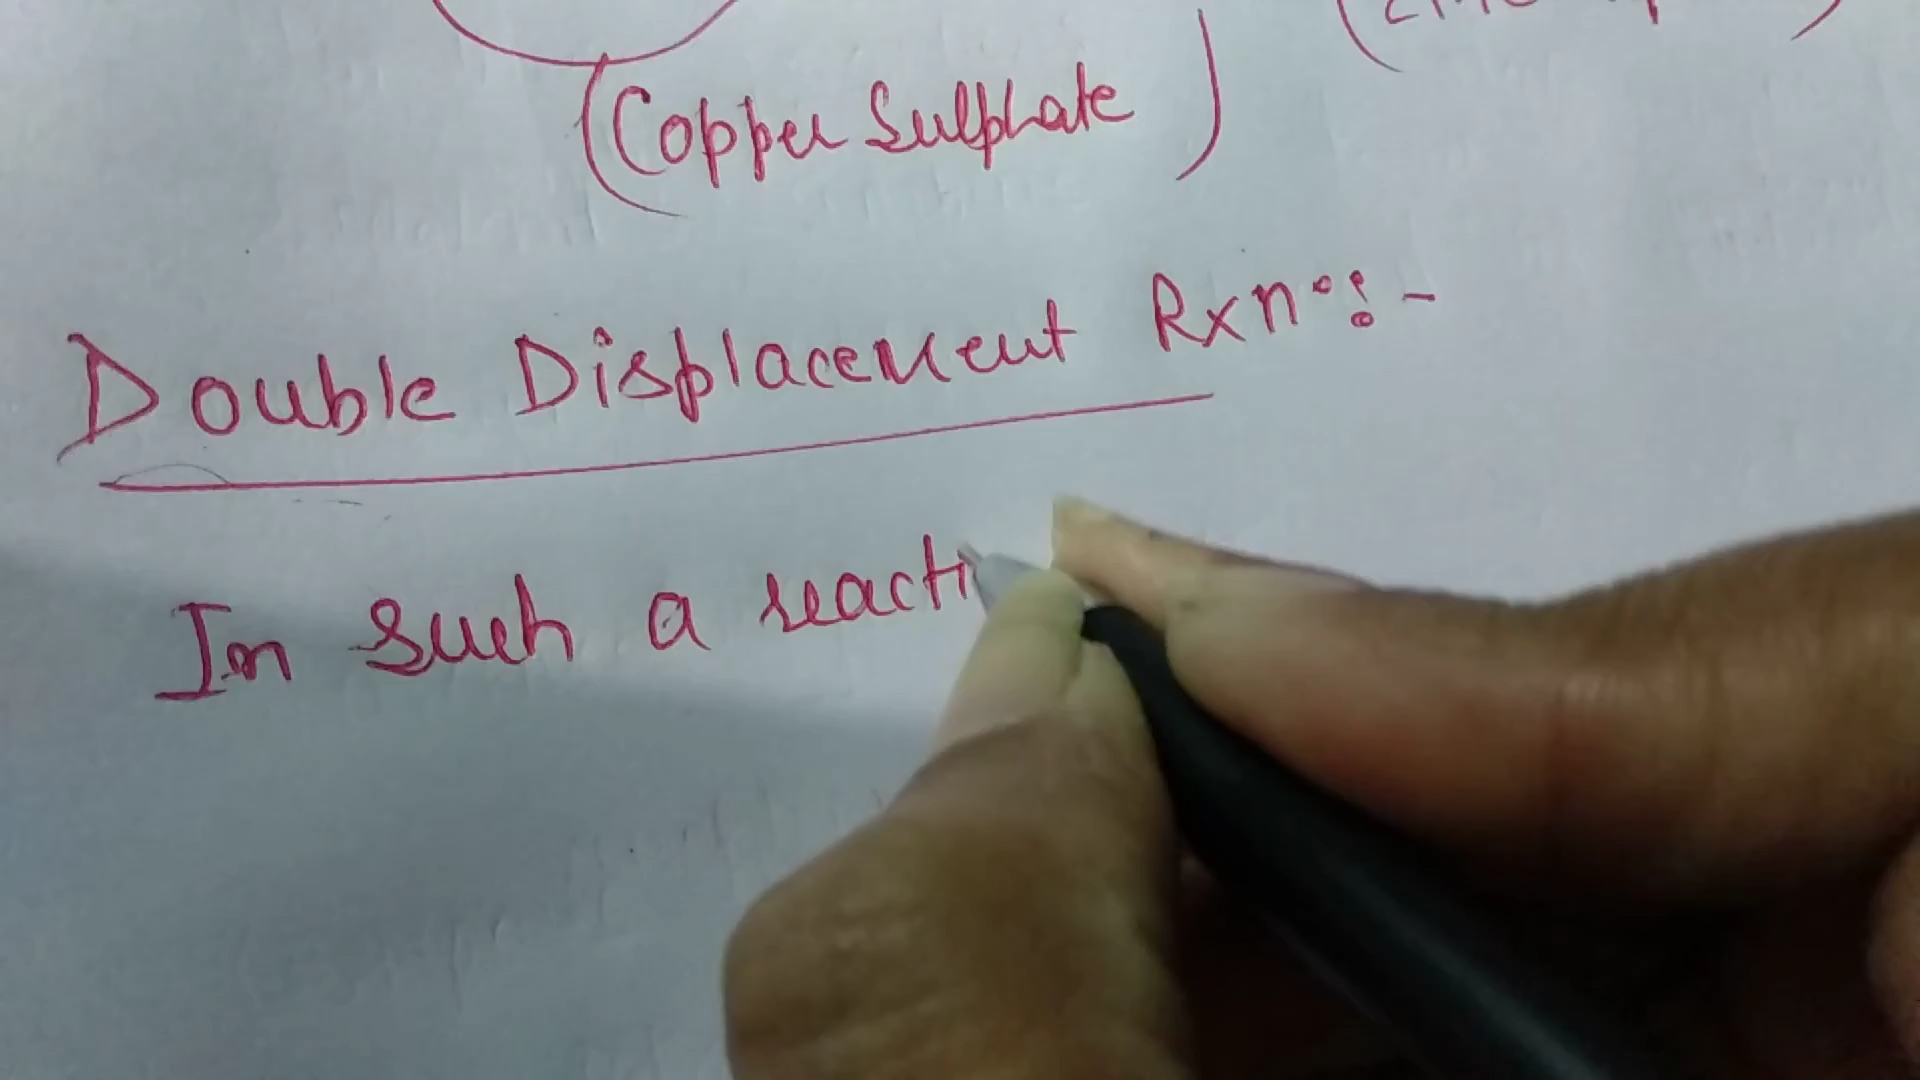 (Copper Sulphate)
Double Displacement Rxn:-
In such a reacti